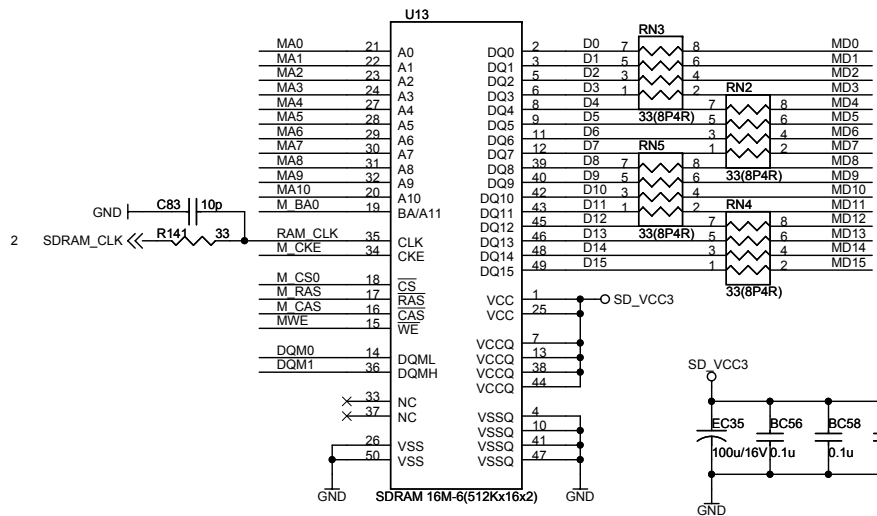 U13
MA0 21 A0 DQ0 2 D0 7 RN3 8 MD0
MA1 22 A1 DQ1 3 D1 5 6 MD1
MA2 23 A2 DQ2 5 D2 3 4 MD2
MA3 24 A3 DQ3 6 D3 1 2 RN2 MD3
MA4 27 A4 DQ4 8 D4 33(8P4R) 7 8 MD4
MA5 28 A5 DQ5 9 D5 5 6 MD5
MA6 29 A6 DQ6 11 D6 3 4 MD6
MA7 30 A7 DQ7 12 D7 RN5 1 2 MD7
MA8 31 A8 DQ8 39 D8 7 8 33(8P4R) MD8
MA9 32 A9 DQ9 40 D9 5 6 MD9
MA10 20 A10 DQ10 42 D10 3 4 MD10
M_BA0 19 BA/A11 DQ11 43 D11 1 2 RN4 MD11
GND C83 10p
DQ12 45 D12 33(8P4R) 7 8 MD12
2 SDRAM_CLK R141 33 RAM_CLK 35 CLK DQ13 46 D13 5 6 MD13
M_CKE 34 CKE DQ14 48 D14 3 4 MD14
DQ15 49 D15 1 2 MD15
33(8P4R)
M_CS0 18 CS
M_RAS 17 RAS VCC 1 SD_VCC3
M_CAS 16 CAS VCC 25
MWE 15 WE
VCCQ 7
DQM0 14 DQML VCCQ 13
DQM1 36 DQMH VCCQ 38
VCCQ 44
33 NC
37 NC VSSQ 4
VSSQ 10
26 VSS VSSQ 41
50 VSS VSSQ 47
GND GND
SDRAM 16M-6(512Kx16x2)
SD_VCC3
EC35 BC56 BC58
100u/16V 0.1u 0.1u
GND